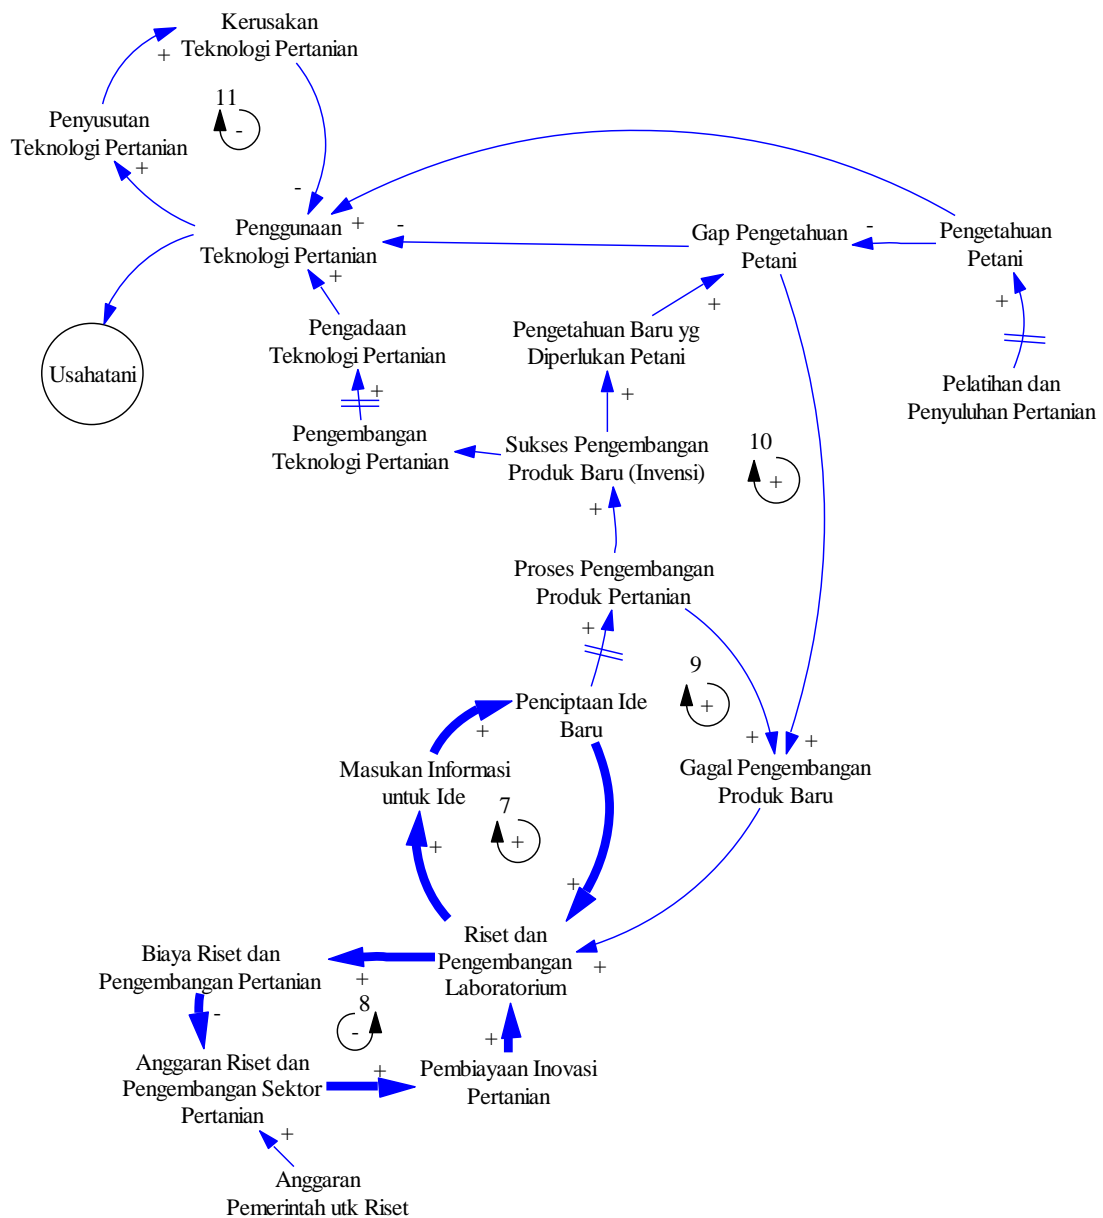 Kerusakan
Teknologi Pertanian
+
11
-
Penyusutan
Teknologi Pertanian
+
-
Penggunaan
Teknologi Pertanian
+
-
Gap Pengetahuan
Petani
-
Pengetahuan
Petani
+
+
+
Pengadaan
Teknologi Pertanian
Pengetahuan Baru yg
Diperlukan Petani
Usahatani
+
+
Pelatihan dan
Penyuluhan Pertanian
Pengembangan
Teknologi Pertanian
Sukses Pengembangan
Produk Baru (Invensi)
10
+
+
Proses Pengembangan
Produk Pertanian
+
9
+
Penciptaan Ide
Baru
+
+
+
Masukan Informasi
untuk Ide
Gagal Pengembangan
Produk Baru
7
+
+
+
Riset dan
Pengembangan
Laboratorium
+
Biaya Riset dan
Pengembangan Pertanian
+
-
8
-
+
Anggaran Riset dan
Pengembangan Sektor
Pertanian
+
Pembiayaan Inovasi
Pertanian
+
Anggaran
Pemerintah utk Riset